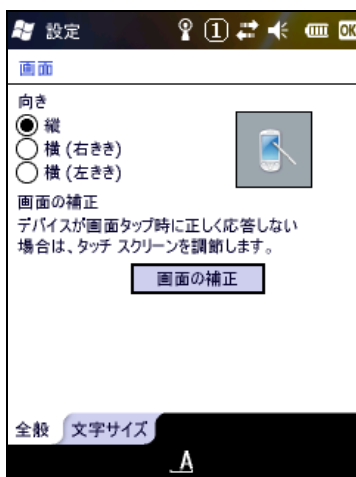 設定
1
OK
画面
向き
縦
横 (右きき)
横 (左きき)
画面の補正
デバイスが画面タップ時に正しく応答しない
場合は、タッチ スクリーンを調節します。
画面の補正
全般 文字サイズ
A